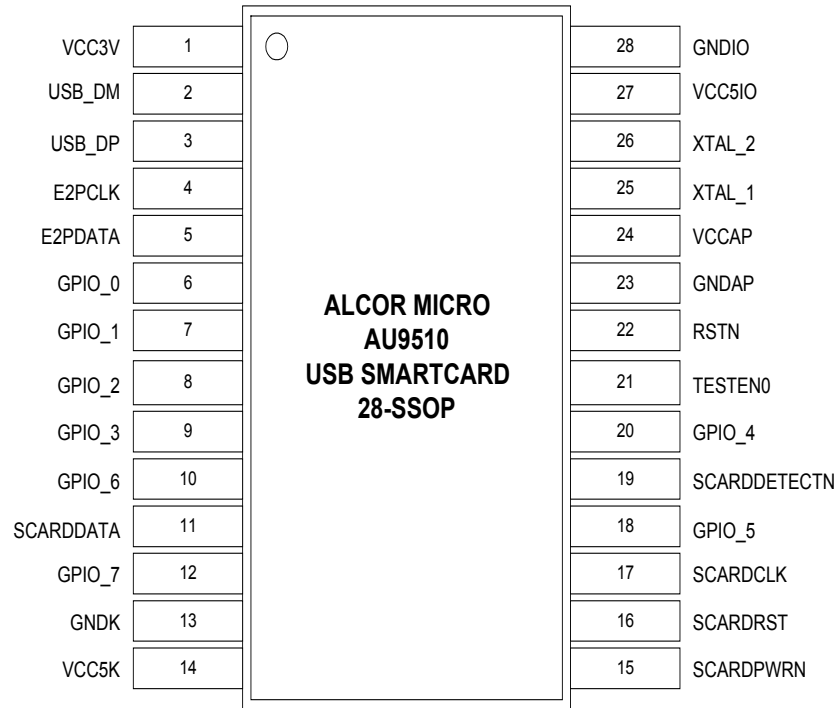 VCC3V 1 28 GNDIO
USB_DM 2 27 VCC5IO
USB_DP 3 26 XTAL_2
E2PCLK 4 25 XTAL_1
E2PDATA 5 24 VCCAP
GPIO_0 6 23 GNDAP
GPIO_1 7 22 RSTN
GPIO_2 8 21 TESTEN0
GPIO_3 9 20 GPIO_4
GPIO_6 10 19 SCARDDETECTN
SCARDDATA 11 18 GPIO_5
GPIO_7 12 17 SCARDCLK
GNDK 13 16 SCARDRST
VCC5K 14 15 SCARDPWRN
ALCOR MICRO
AU9510
USB SMARTCARD
28-SSOP